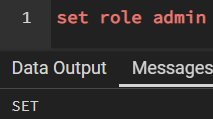 1 set role admin
Data Output Messages
SET